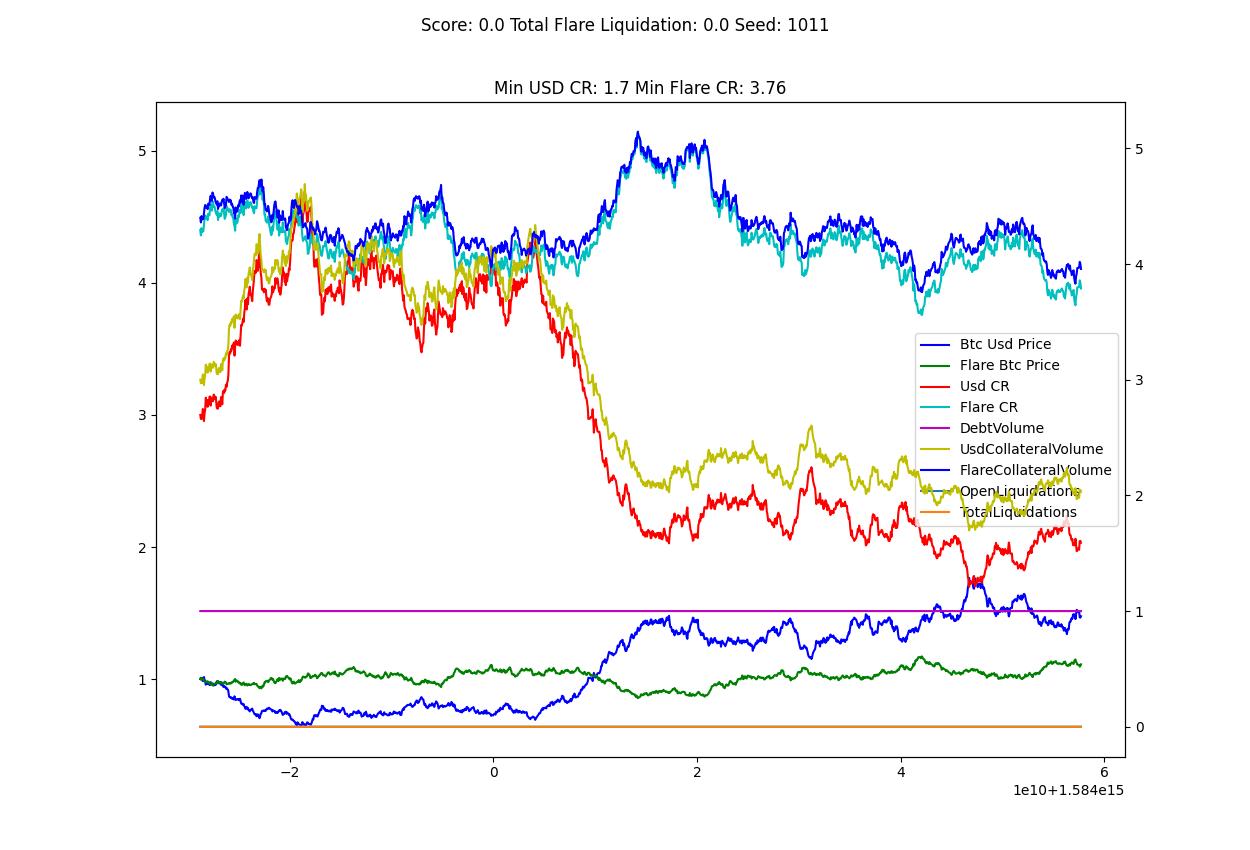 Score: 0.0 Total Flare Liquidation: 0.0 Seed: 1011
Min USD CR: 1.7 Min Flare CR: 3.76
5
4
3
2
1
5
4
3
2
1
0
Btc Usd Price
Flare Btc Price
Usd CR
Flare CR
DebtVolume
UsdCollateralVolume
FlareCollateralVolume
OpenLiquidations
TotalLiquidations
−2
0
2
4
6
1e10+1.584e15